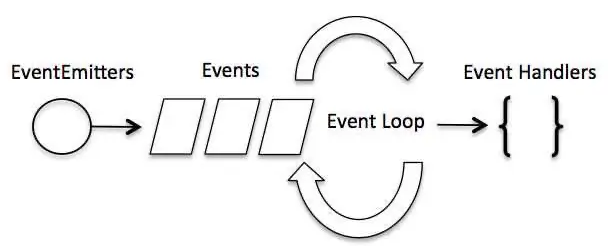 EventEmitters
Events
Event Loop
Event Handlers
{ }